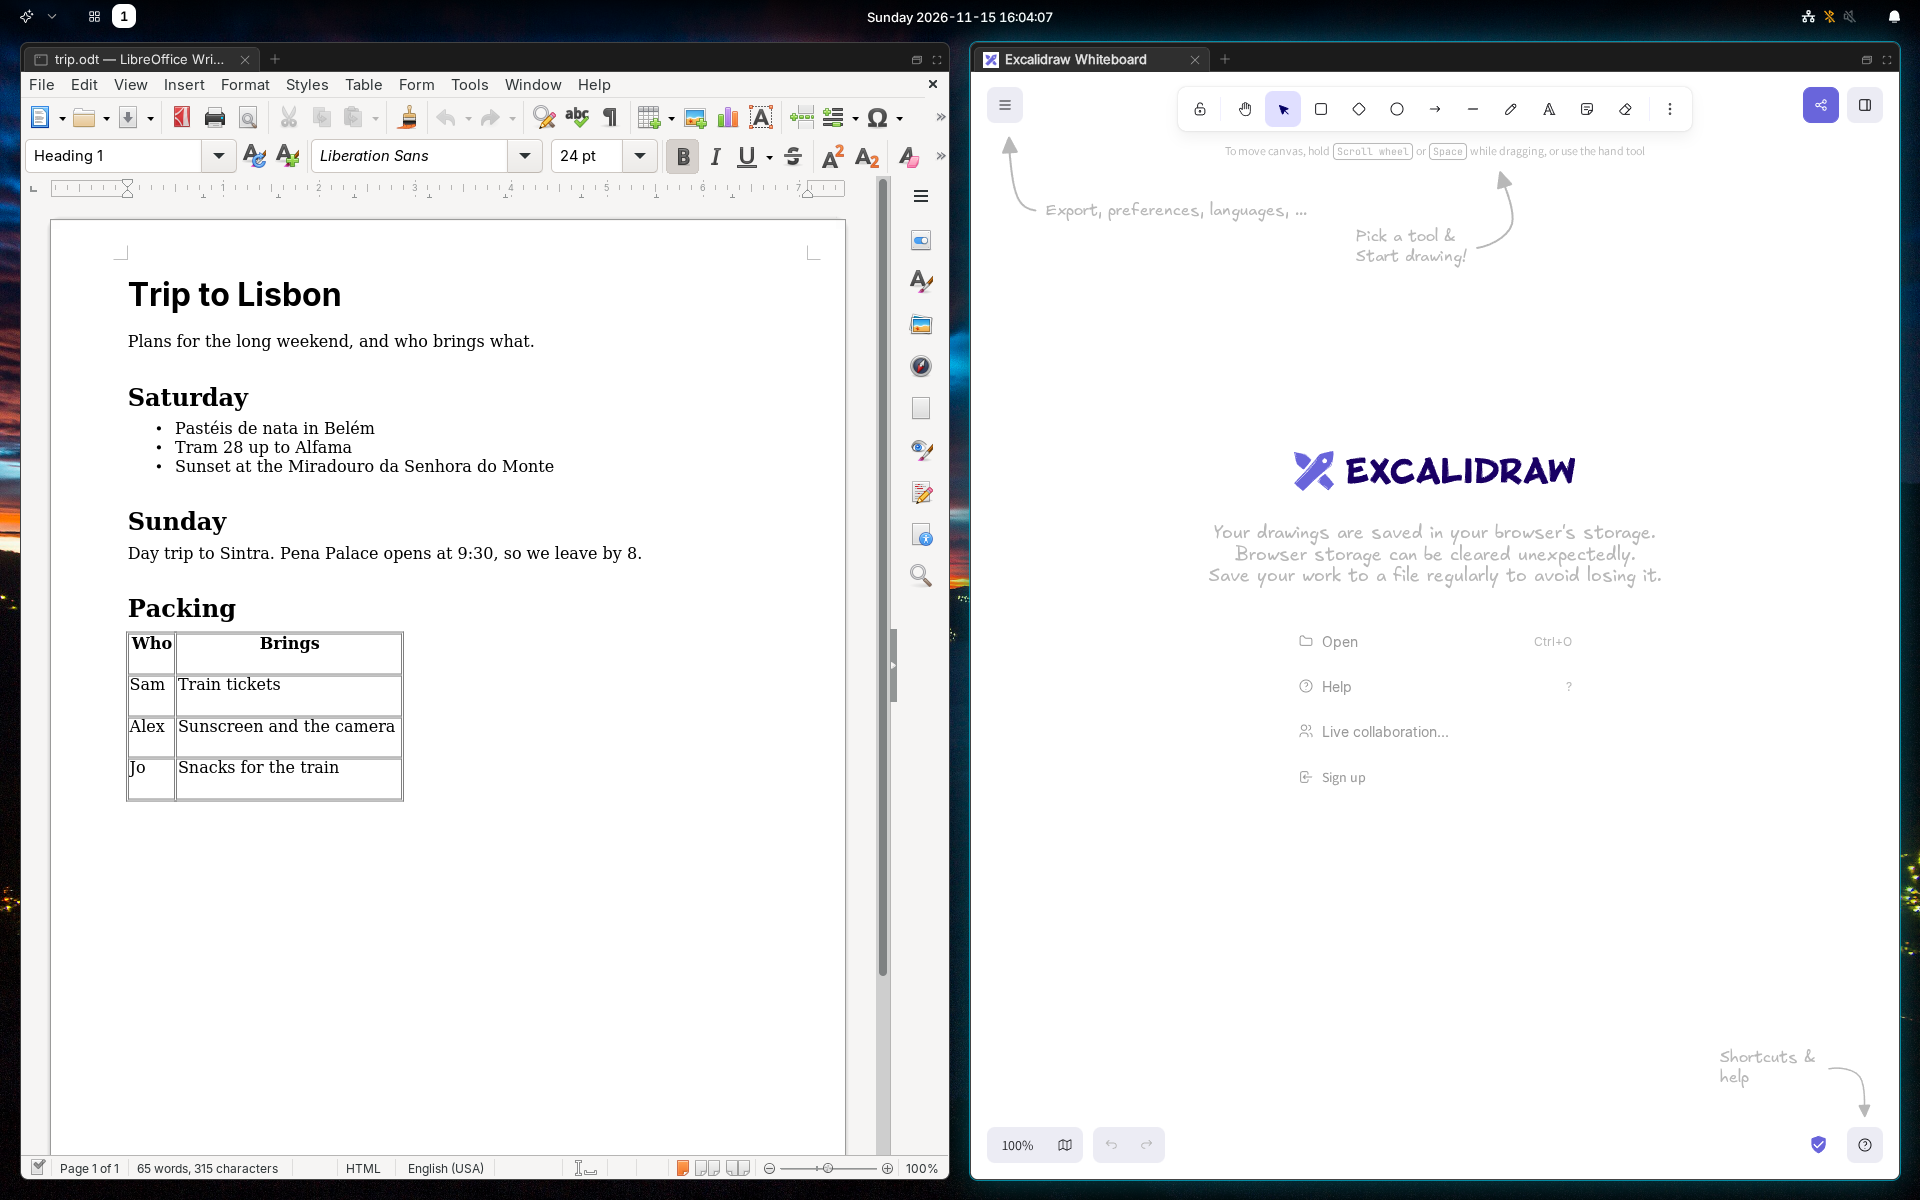 1
Sunday 2026-11-15 16:04:07
trip.odt — LibreOffice Wri...
File Edit View Insert Format Styles Table Form Tools Window Help
Heading 1
Liberation Sans
24 pt
1 2 3 4 5 6 7
Trip to Lisbon
Plans for the long weekend, and who brings what.
Saturday
• Pastéis de nata in Belém
• Tram 28 up to Alfama
• Sunset at the Miradouro da Senhora do Monte
Sunday
Day trip to Sintra. Pena Palace opens at 9:30, so we leave by 8.
Packing
Who Brings
Sam Train tickets
Alex Sunscreen and the camera
Jo Snacks for the train
Page 1 of 1 65 words, 315 characters HTML English (USA) 100%
Excalidraw Whiteboard
To move canvas, hold Scroll wheel or Space while dragging, or use the hand tool
Export, preferences, languages, ...
Pick a tool &
Start drawing!
EXCALIDRAW
Your drawings are saved in your browser's storage.
Browser storage can be cleared unexpectedly.
Save your work to a file regularly to avoid losing it.
Open Ctrl+O
Help ?
Live collaboration...
Sign up
Shortcuts &
help
100%